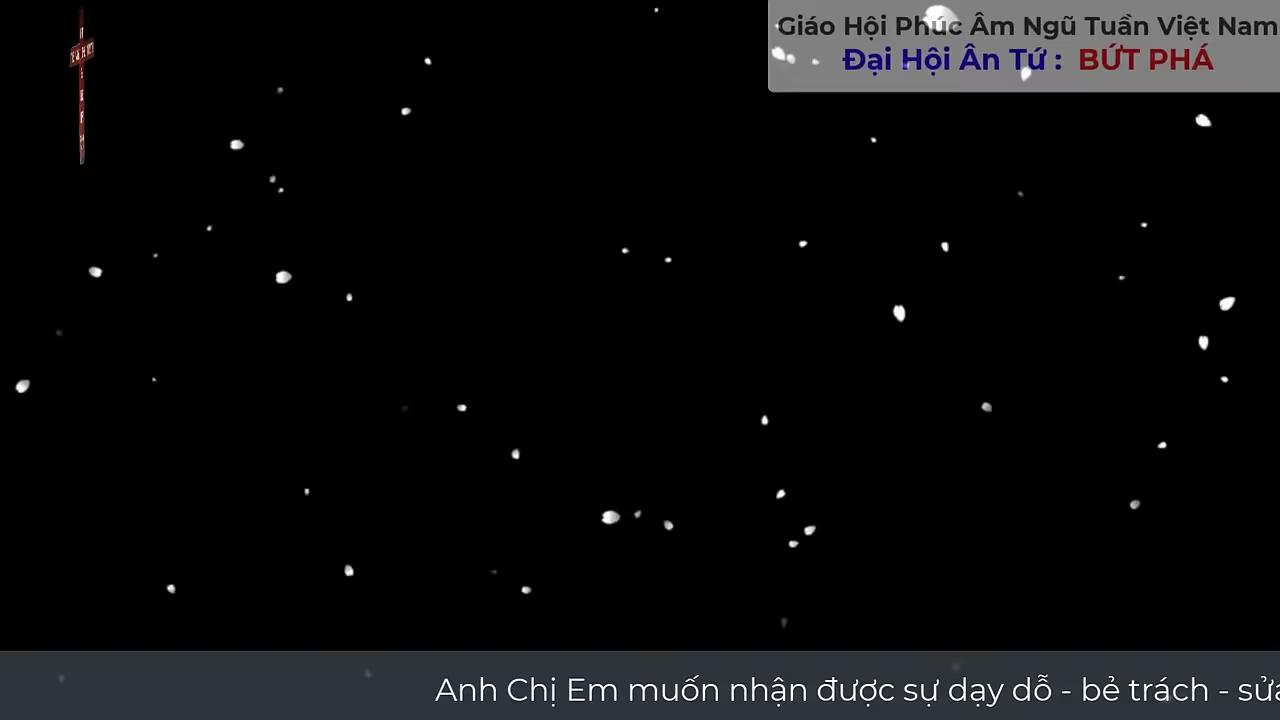 Giáo Hội Phúc Âm Ngũ Tuần Việt Nam
Đại Hội Ân Tứ : BỨT PHÁ
Anh Chị Em muốn nhận được sự dạy dỗ - bẻ trách - sửa